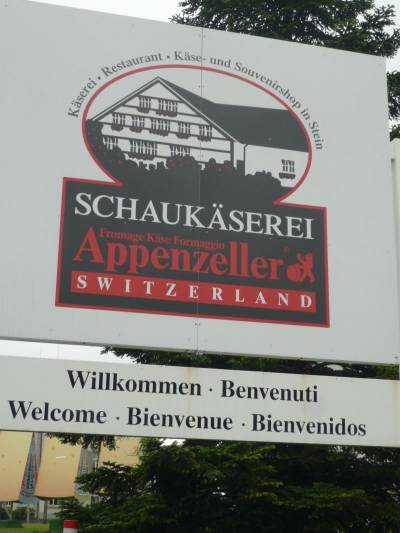 Käserei · Restaurant · Käse- und Souvenirshop in Stein
SCHAUKÄSEREI
Fromage Käse Formaggio
Appenzeller®
SWITZERLAND
Willkommen · Benvenuti
Welcome · Bienvenue · Bienvenidos